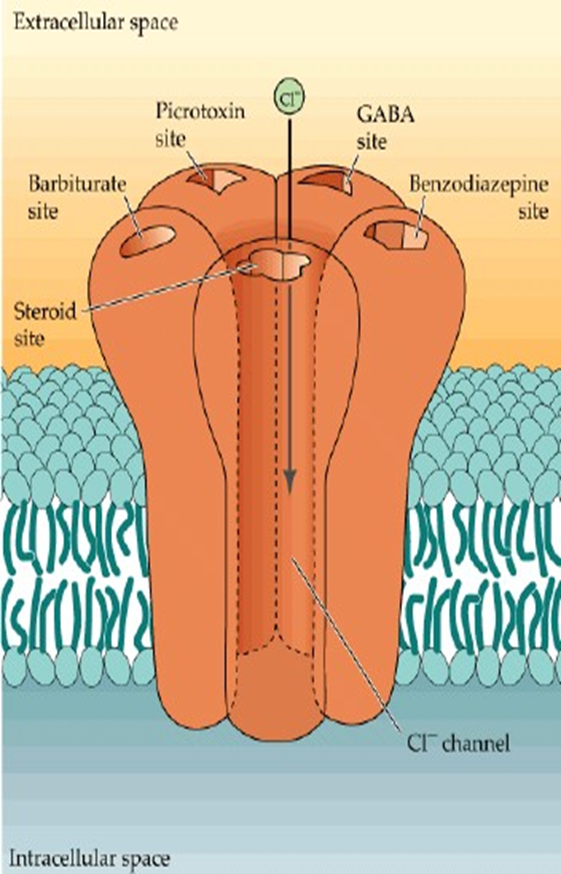 Extracellular space
Cl⁻
Picrotoxin
site
GABA
site
Barbiturate
site
Benzodiazepine
site
Steroid
site
Cl⁻ channel
Intracellular space